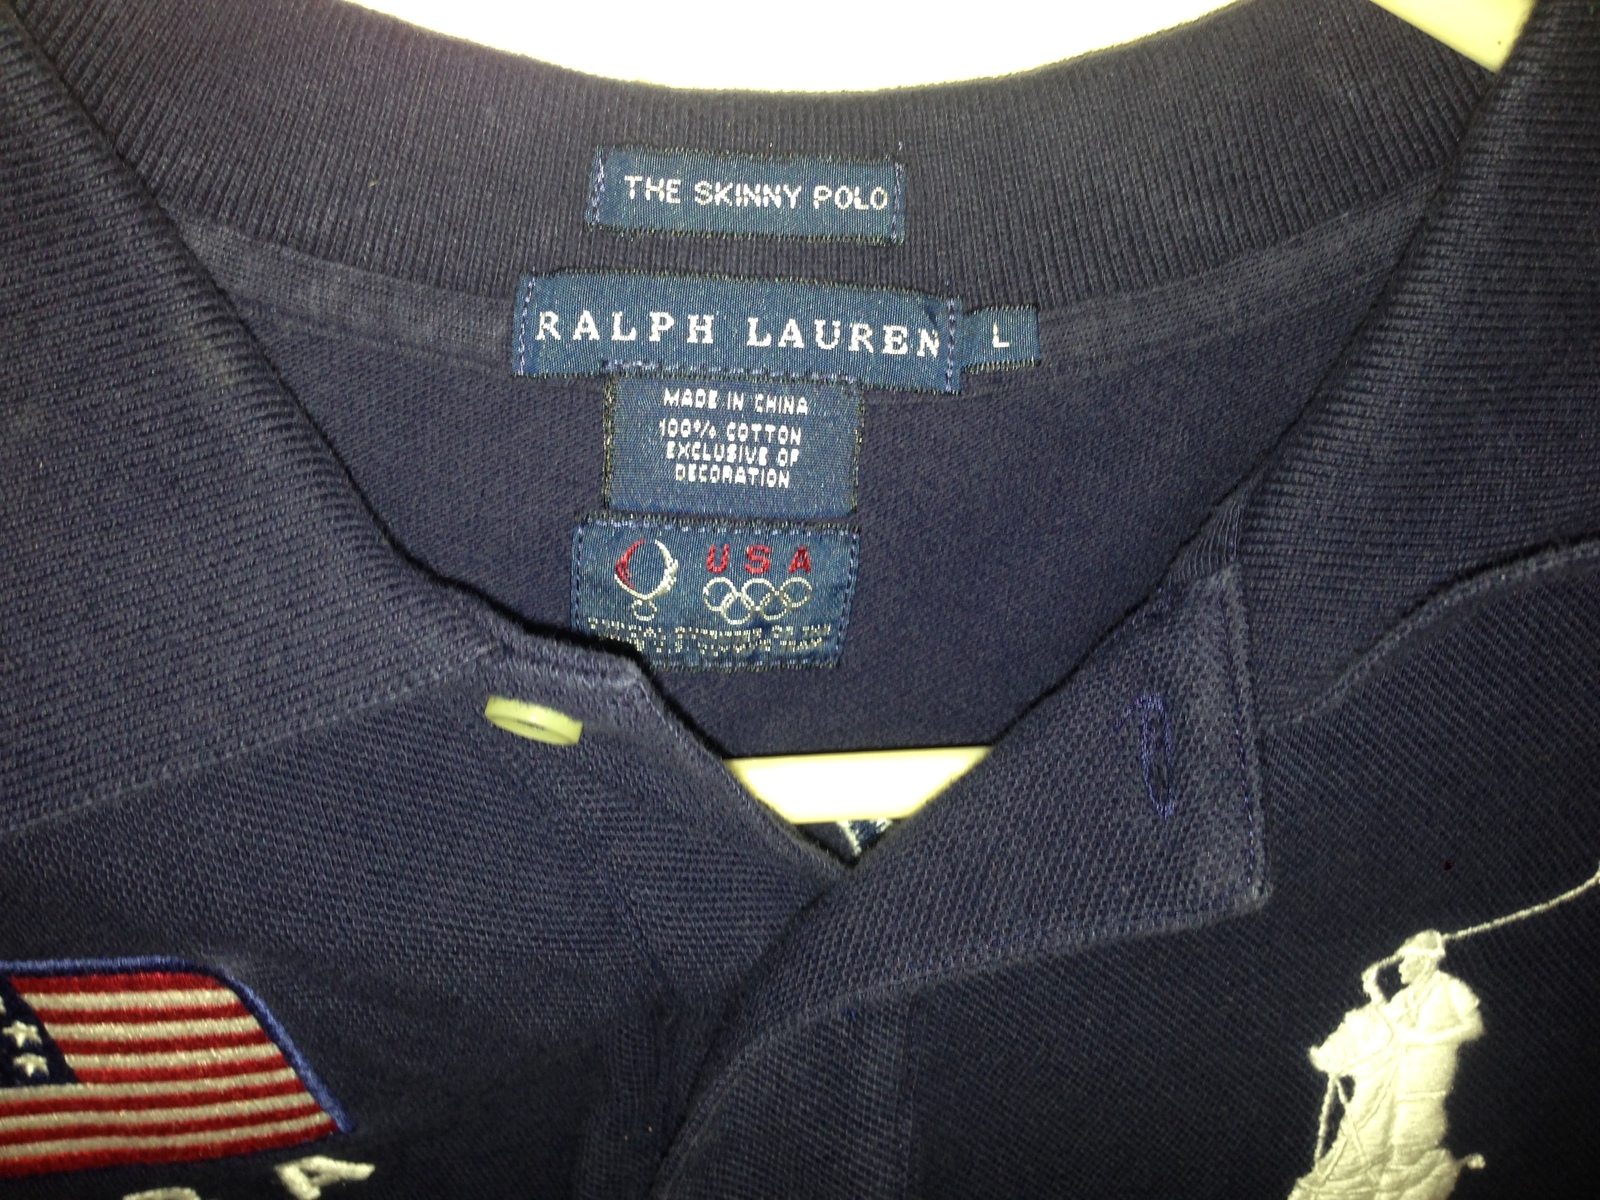 THE SKINNY POLO
RALPH LAUREN
L
MADE IN CHINA
100% COTTON
EXCLUSIVE OF
DECORATION
USA